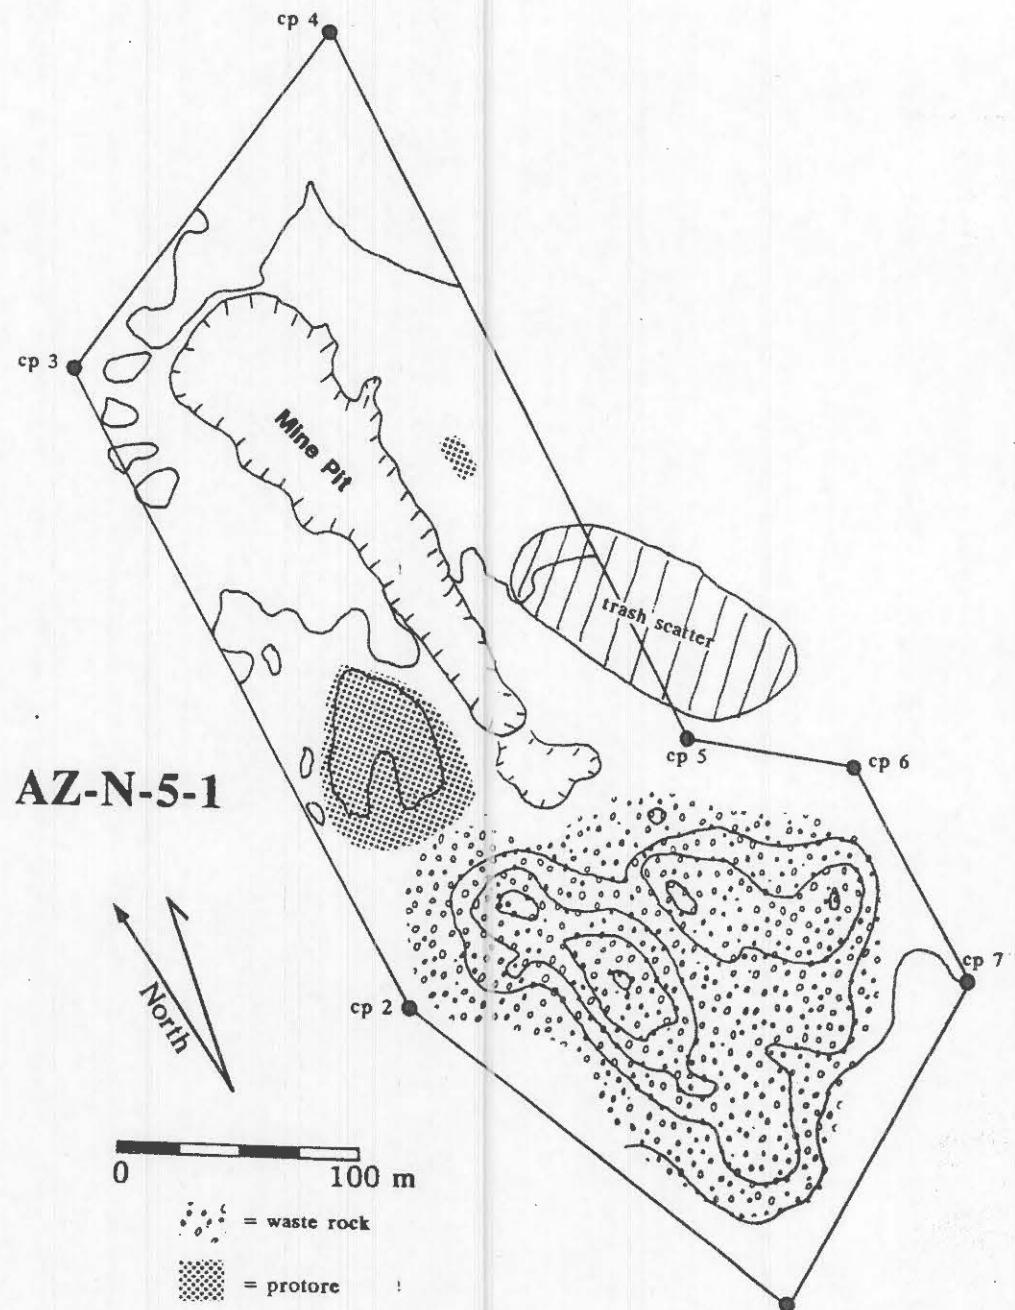 cp 4
cp 3
Mine Pit
trash scatter
cp 5
cp 6
AZ-N-5-1
cp 7
cp 2
North
0 100 m
= waste rock
= protore